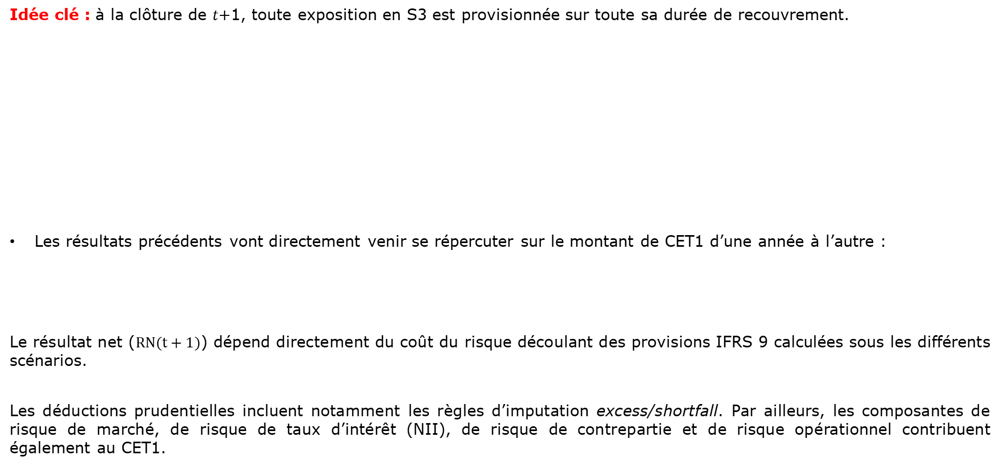 Idée clé : à la clôture de t+1, toute exposition en S3 est provisionnée sur toute sa durée de recouvrement.
• Les résultats précédents vont directement venir se répercuter sur le montant de CET1 d’une année à l’autre :
Le résultat net (RN(t + 1)) dépend directement du coût du risque découlant des provisions IFRS 9 calculées sous les différents
scénarios.
Les déductions prudentielles incluent notamment les règles d’imputation excess/shortfall. Par ailleurs, les composantes de
risque de marché, de risque de taux d’intérêt (NII), de risque de contrepartie et de risque opérationnel contribuent
également au CET1.